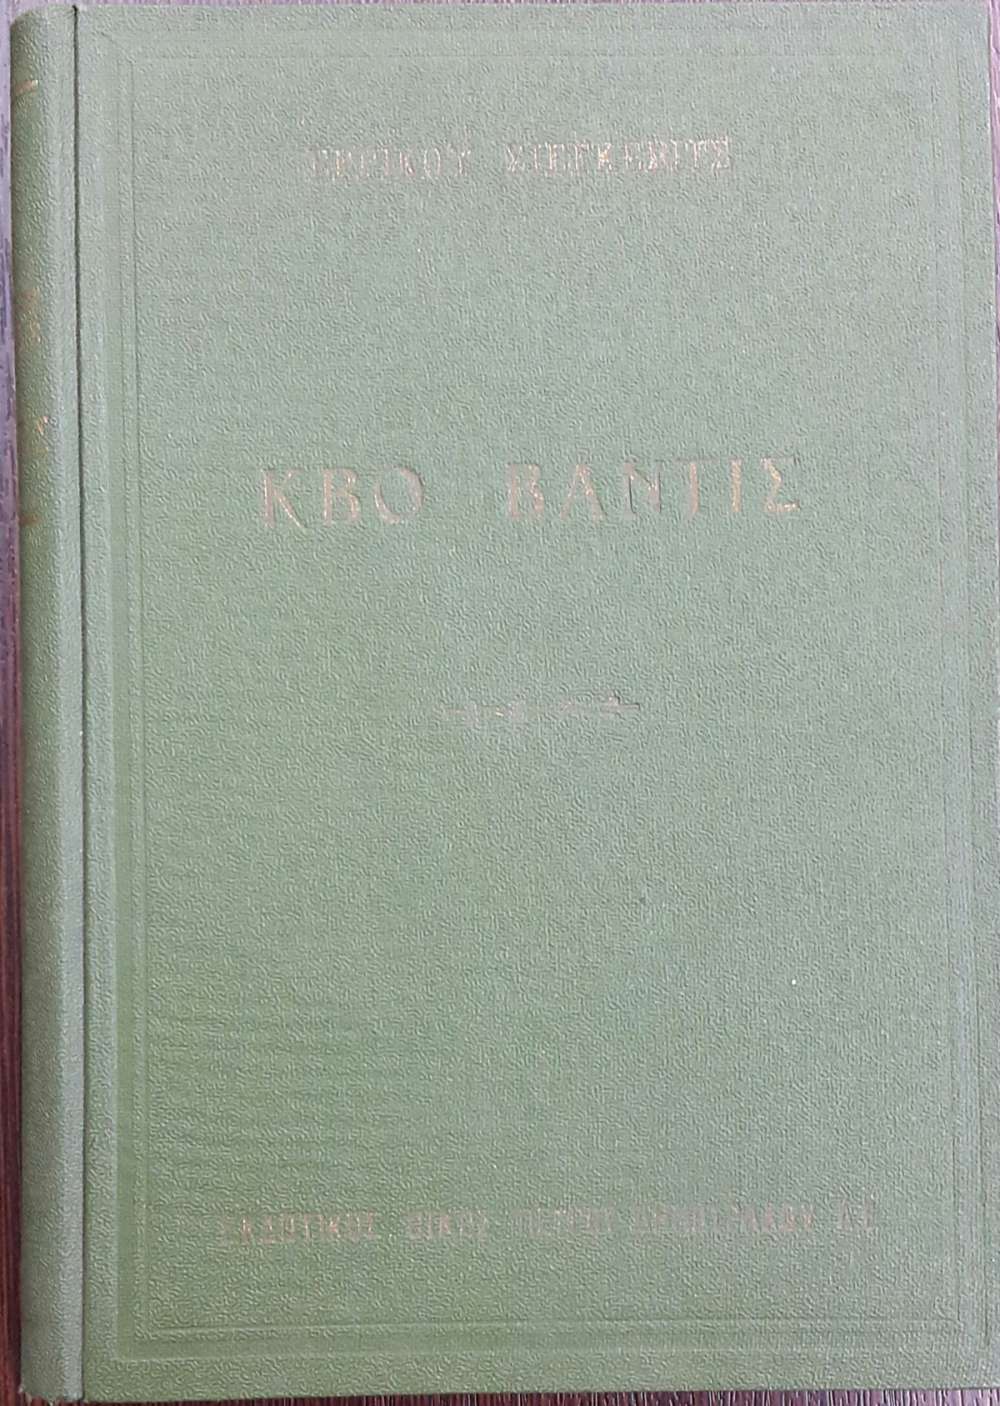 ΕΡΡΙΚΟΥ ΣΙΕΓΚΕΒΙΤΣ
ΚΒΟ ΒΑΝΤΙΣ
ΕΚΔΟΤΙΚΟΣ ΟΙΚΟΣ ΠΕΤΡΟΥ ΔΗΜΗΤΡΑΚΟΥ Α.Ε.